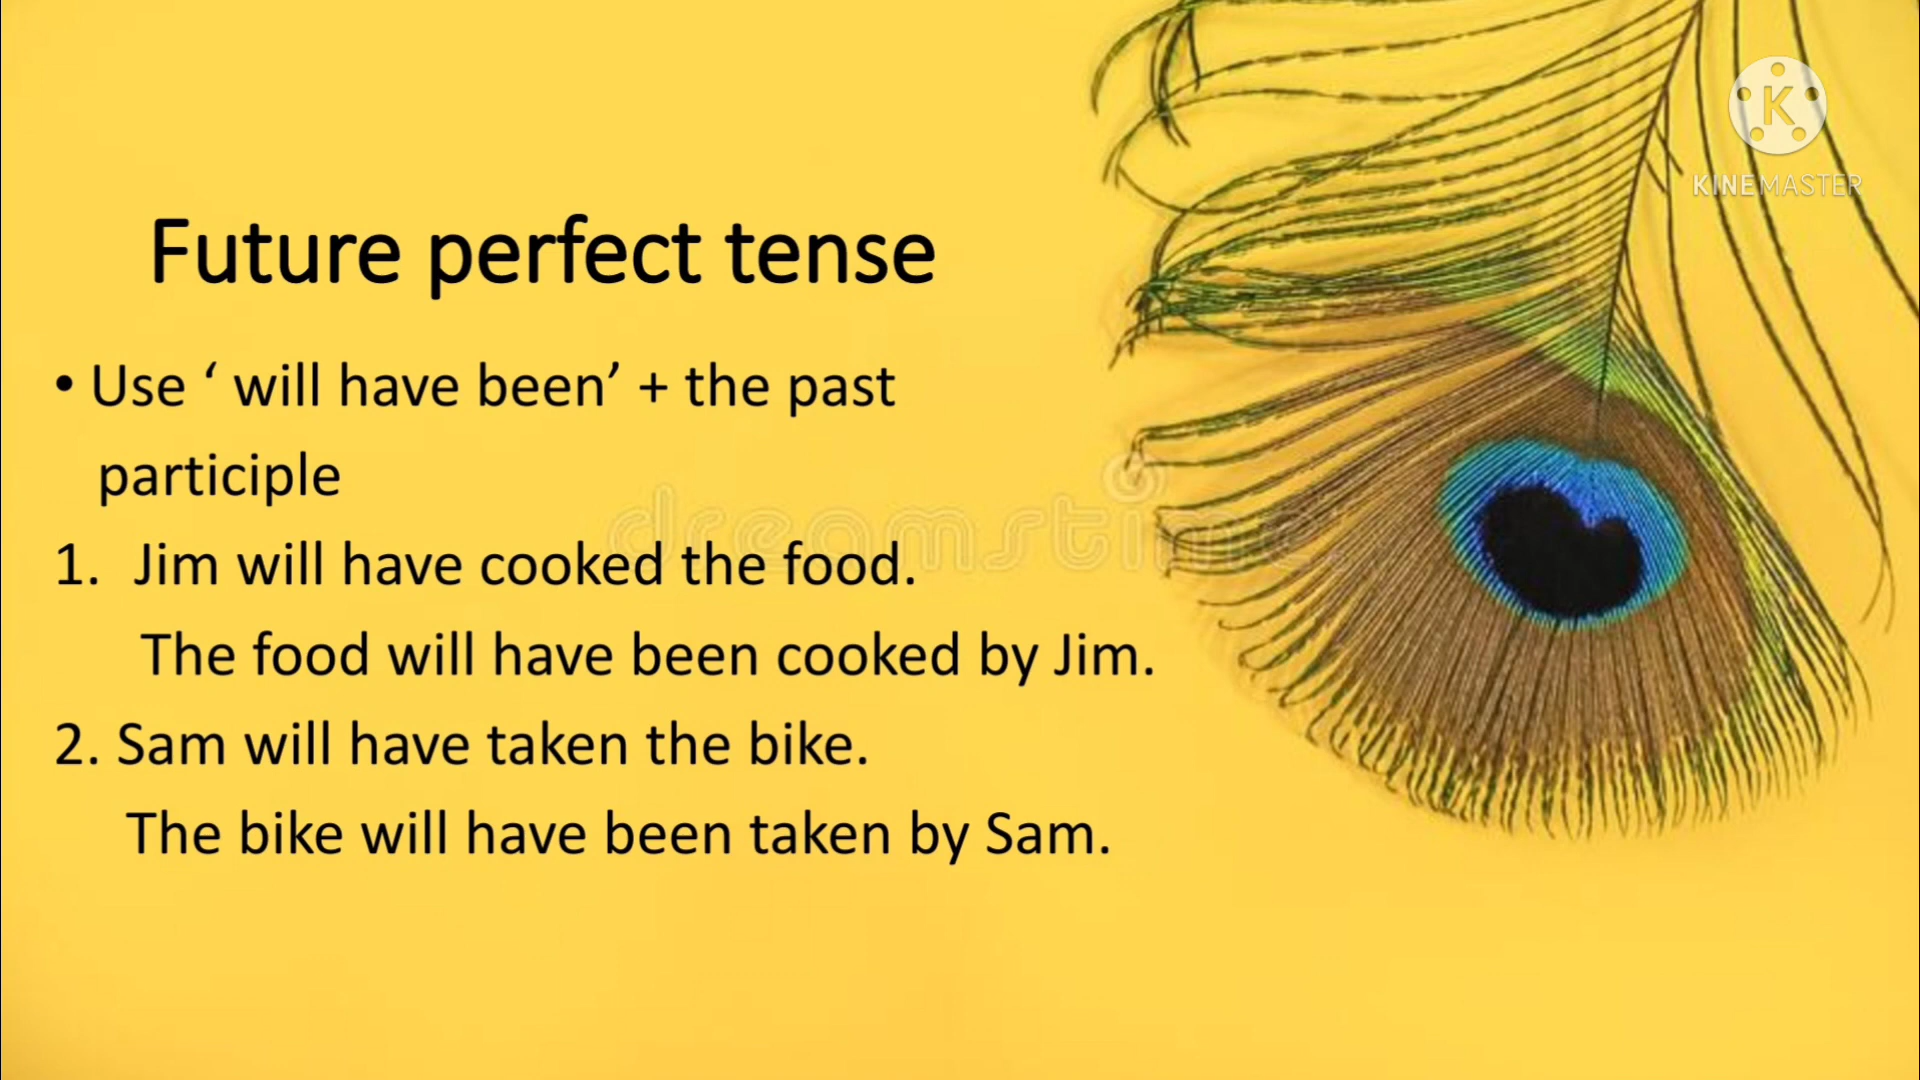 K
KINEMASTER
Future perfect tense
• Use ‘ will have been’ + the past
participle
dreamstime
1. Jim will have cooked the food.
The food will have been cooked by Jim.
2. Sam will have taken the bike.
The bike will have been taken by Sam.